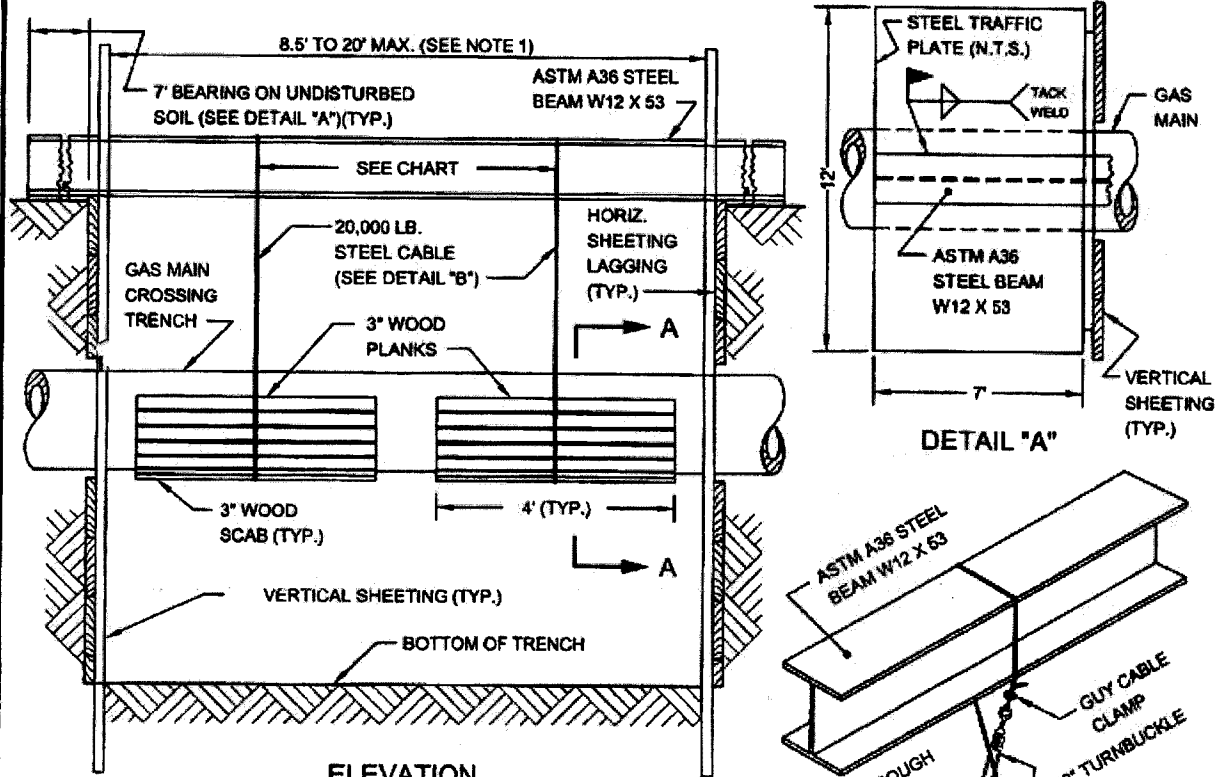 8.5' TO 20' MAX. (SEE NOTE 1)
7' BEARING ON UNDISTURBED
SOIL (SEE DETAIL "A")(TYP.)
ASTM A36 STEEL
BEAM W12 X 53
SEE CHART
20,000 LB.
STEEL CABLE
(SEE DETAIL "B")
HORIZ.
SHEETING
LAGGING
(TYP.)
GAS MAIN
CROSSING
TRENCH
3" WOOD
PLANKS
A
3" WOOD
SCAB (TYP.)
4' (TYP.)
A
VERTICAL SHEETING (TYP.)
BOTTOM OF TRENCH
ELEVATION
STEEL TRAFFIC
PLATE (N.T.S.)
TACK
WELD
GAS
MAIN
12'
ASTM A36
STEEL BEAM
W12 X 53
7'
VERTICAL
SHEETING
(TYP.)
DETAIL "A"
ASTM A36 STEEL
BEAM W12 X 53
GUY CABLE
CLAMP
TURNBUCKLE